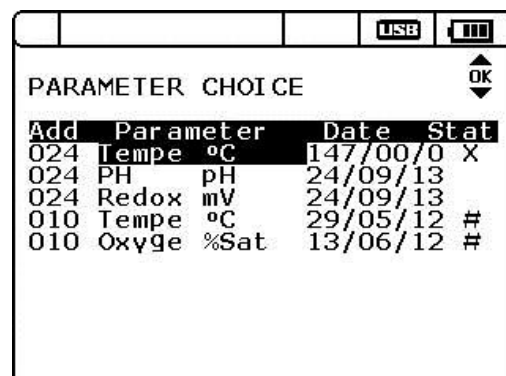 USB
OK
PARAMETER CHOICE
Add Parameter Date Stat
024 Tempe ºC 147/00/0 X
024 PH pH 24/09/13
024 Redox mV 24/09/13
010 Tempe ºC 29/05/12 #
010 Oxyge %Sat 13/06/12 #